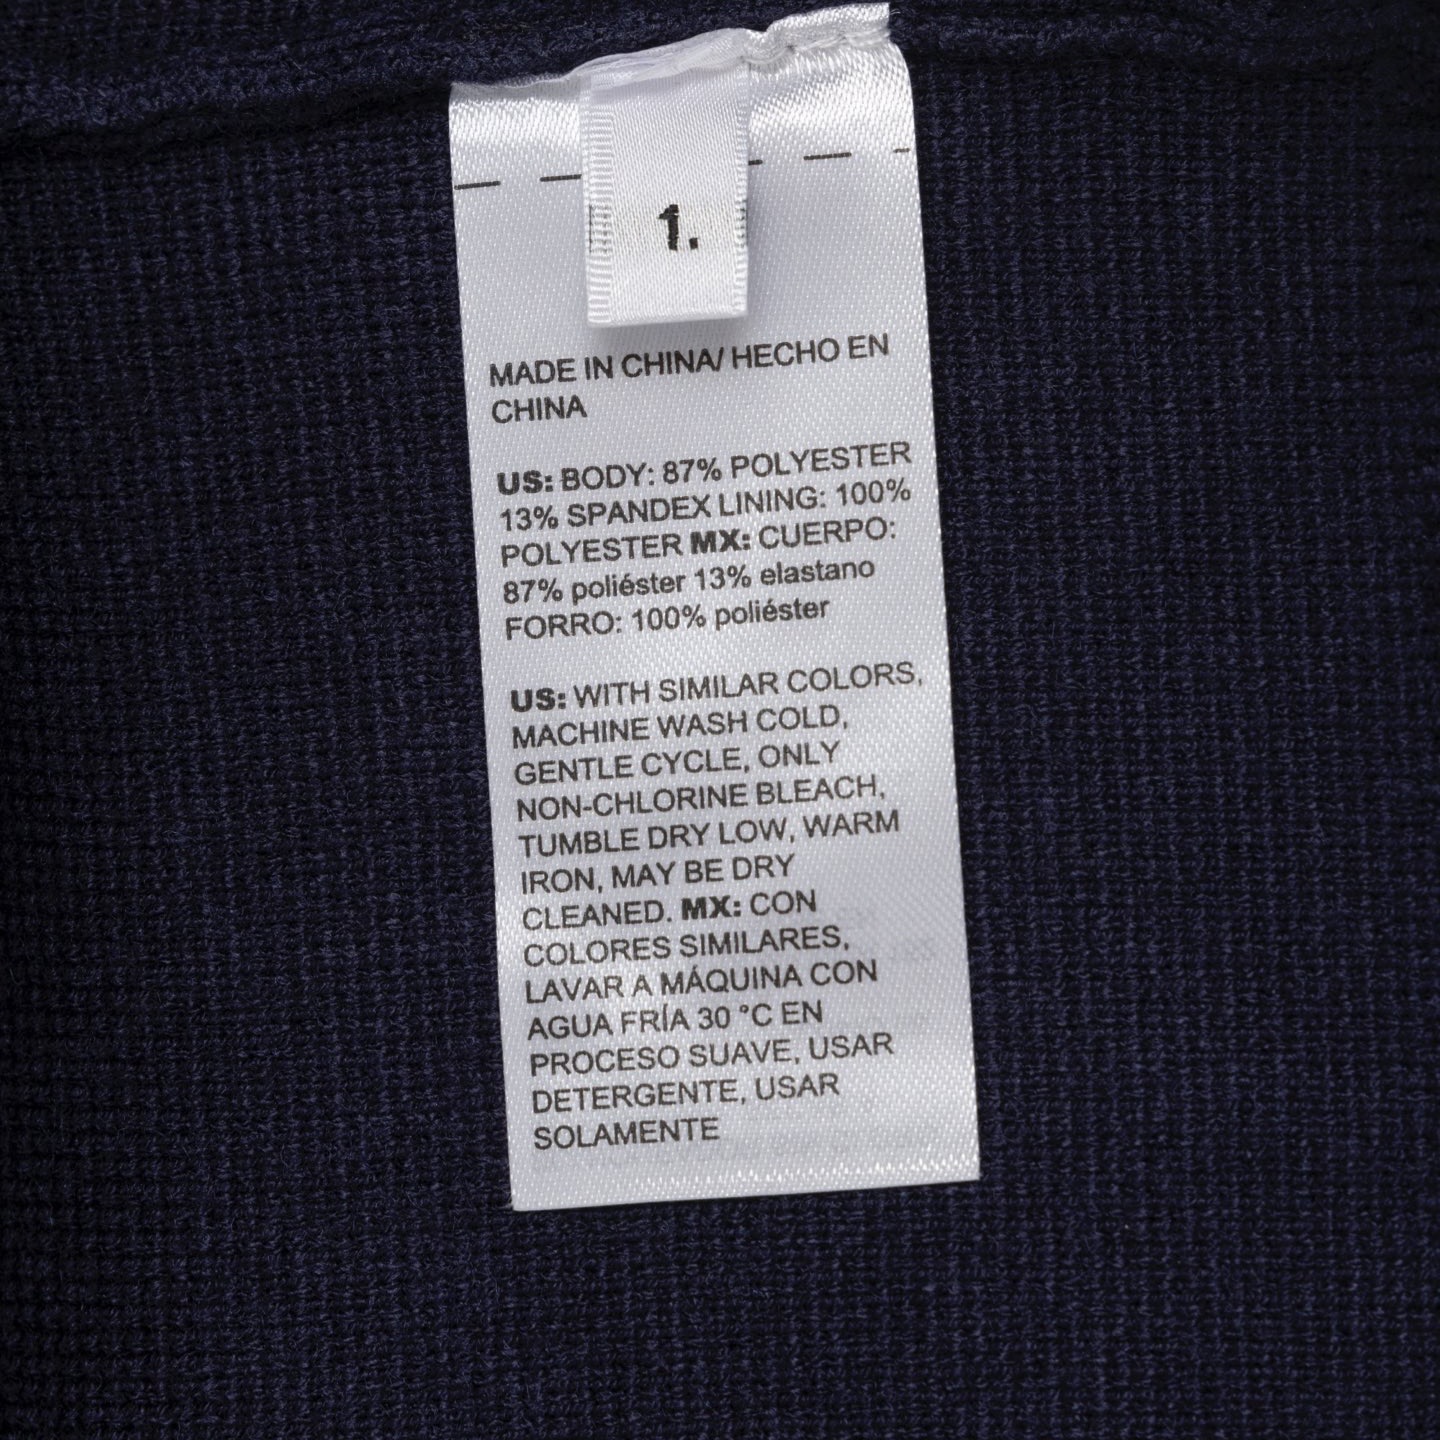 1.
MADE IN CHINA/ HECHO EN
CHINA
US: BODY: 87% POLYESTER
13% SPANDEX LINING: 100%
POLYESTER MX: CUERPO:
87% poliéster 13% elastano
FORRO: 100% poliéster
US: WITH SIMILAR COLORS,
MACHINE WASH COLD,
GENTLE CYCLE, ONLY
NON-CHLORINE BLEACH,
TUMBLE DRY LOW, WARM
IRON, MAY BE DRY
CLEANED. MX: CON
COLORES SIMILARES,
LAVAR A MÁQUINA CON
AGUA FRÍA 30 °C EN
PROCESO SUAVE, USAR
DETERGENTE, USAR
SOLAMENTE